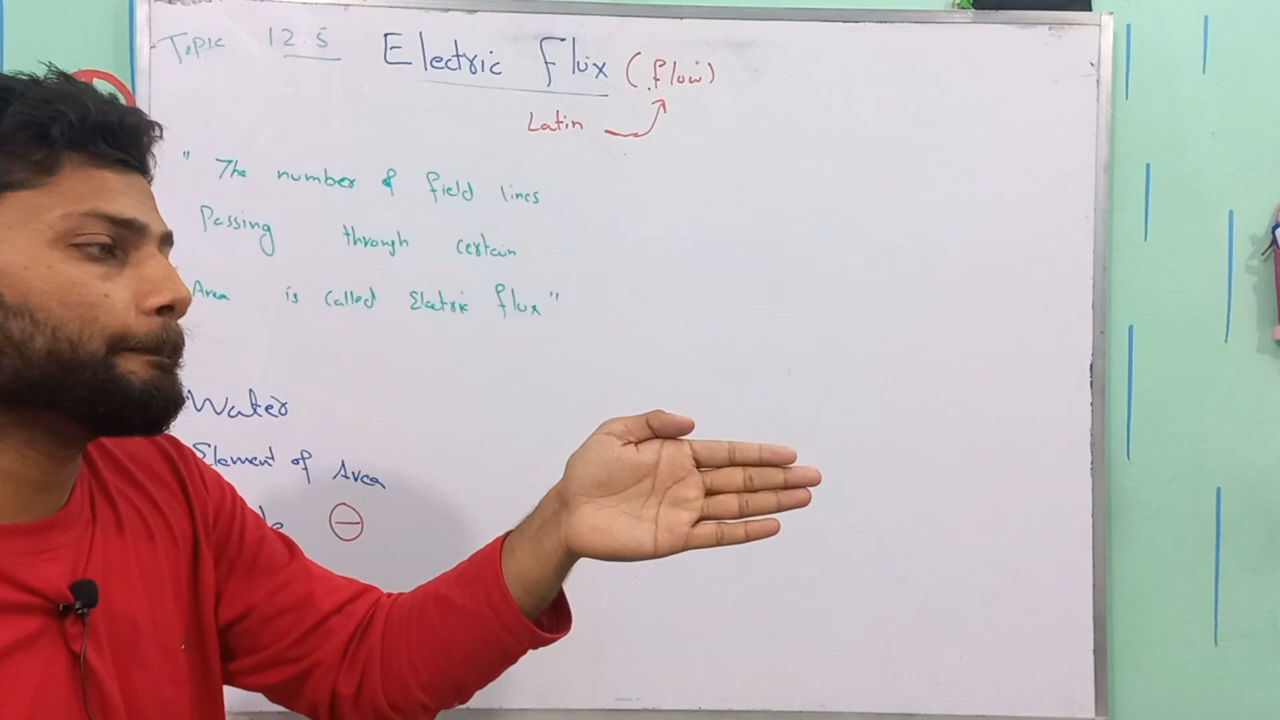 Topic 12.5 Electric flux (flow)
Latin
" The number of field lines
Passing through certain
Area is called Electric flux "
Water
Element of Area